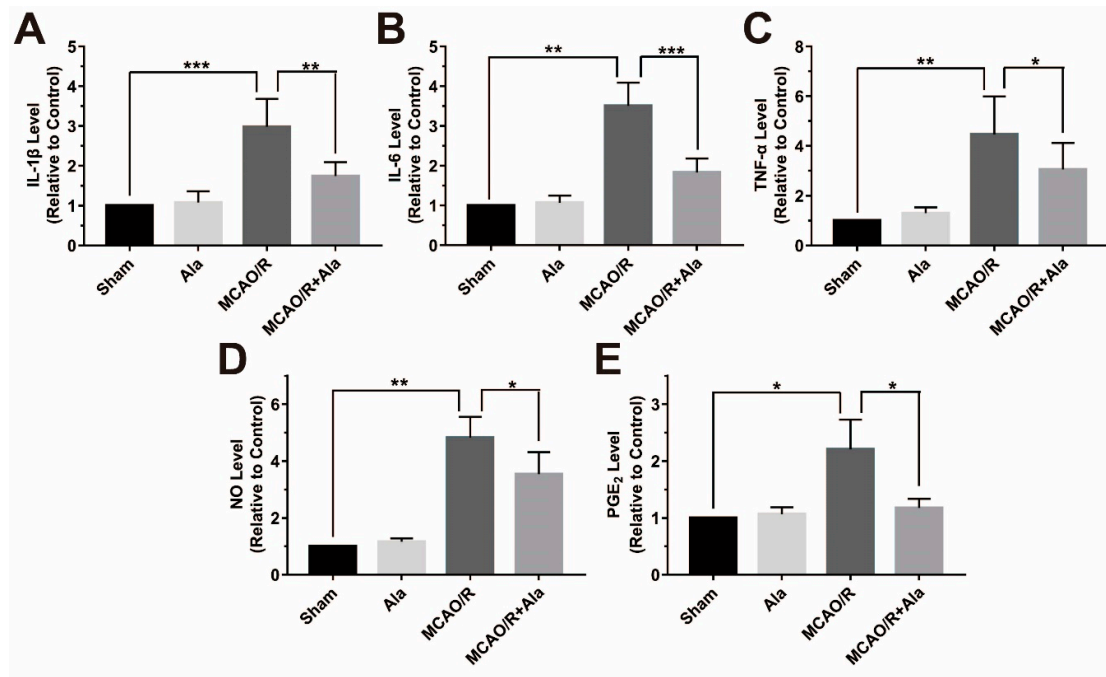 A
IL-1β Level
(Relative to Control)
5
4
3
2
1
0
***
**
Sham
Ala
MCAO/R
MCAO/R+Ala
B
IL-6 Level
(Relative to Control)
5
4
3
2
1
0
**
***
Sham
Ala
MCAO/R
MCAO/R+Ala
C
TNF-α Level
(Relative to Control)
8
6
4
2
0
**
*
Sham
Ala
MCAO/R
MCAO/R+Ala
D
NO Level
(Relative to Control)
6
4
2
0
**
*
Sham
Ala
MCAO/R
MCAO/R+Ala
E
PGE₂ Level
(Relative to Control)
3
2
1
0
*
*
Sham
Ala
MCAO/R
MCAO/R+Ala